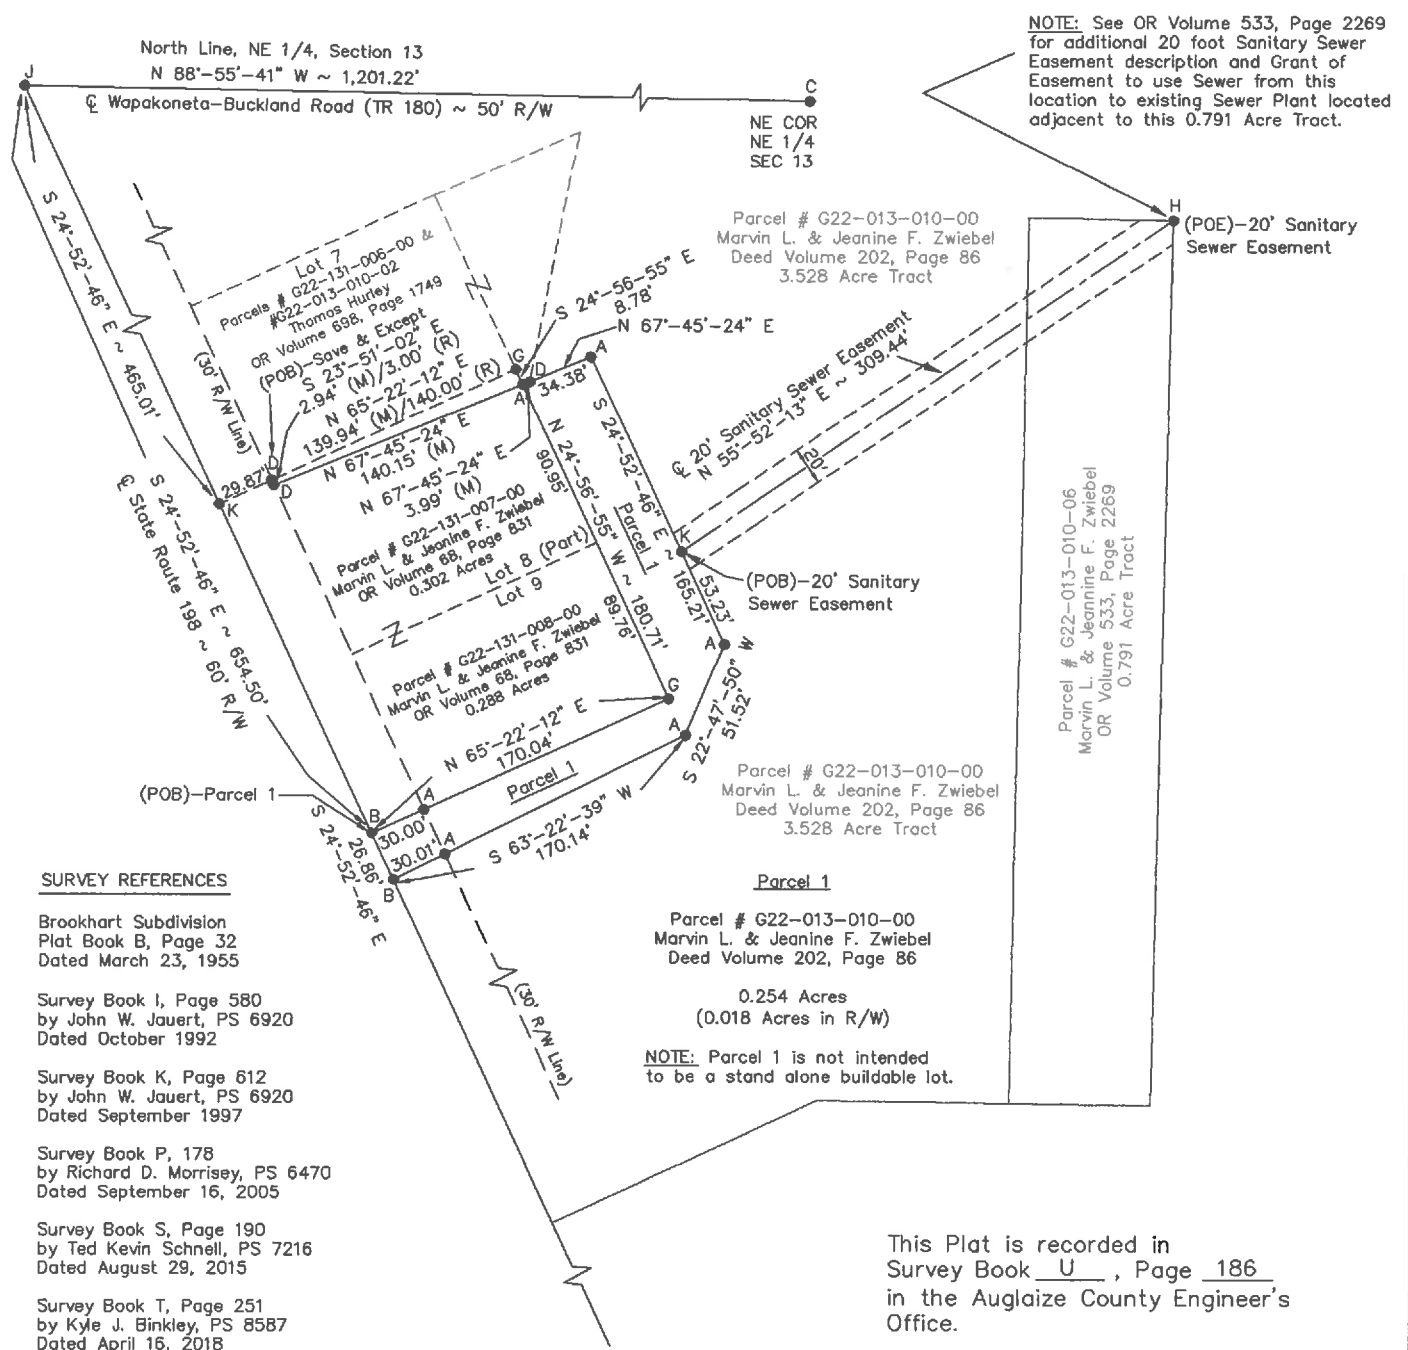 NOTE: See OR Volume 533, Page 2269
for additional 20 foot Sanitary Sewer
Easement description and Grant of
Easement to use Sewer from this
location to existing Sewer Plant located
adjacent to this 0.791 Acre Tract.
North Line, NE 1/4, Section 13
N 88°-55'-41" W ~ 1,201.22'
℄ Wapakoneta-Buckland Road (TR 180) ~ 50' R/W
J
C
NE COR
NE 1/4
SEC 13
H
(POE)-20' Sanitary
Sewer Easement
Parcel # G22-013-010-00
Marvin L. & Jeanine F. Zwiebel
Deed Volume 202, Page 86
3.528 Acre Tract
S 24°-52'-46" E ~ 465.01'
(30' R/W Line)
Lot 7
Parcels # G22-131-006-00 &
#G22-013-010-02
Thomas Hurley
OR Volume 698, Page 1749
(POB)-Save & Except
S 23°-51'-02" E
2.94' (M)/3.00' (R)
N 65°-22'-12" E
139.94' (M)/140.00' (R)
S 24°-56'-55" E
8.78'
N 67°-45'-24" E
G
D
A
A
34.38'
D
D
29.87'
K
N 67°-45'-24" E
140.15' (M)
N 67°-45'-24" E
3.99' (M)
Parcel # G22-131-007-00
Marvin L. & Jeanine F. Zwiebel
OR Volume 68, Page 831
0.302 Acres
Lot 8 (Part)
Lot 9
N 24°-56'-55" W ~ 180.71'
90.95'
89.76'
Parcel 1
S 24°-52'-46" E ~ 165.21'
K
53.23'
℄ 20' Sanitary Sewer Easement
N 55°-52'-13" E ~ 309.44'
20'
(POB)-20' Sanitary
Sewer Easement
Parcel # G22-013-010-06
Marvin L. & Jeannine F. Zwiebel
OR Volume 533, Page 2269
0.791 Acre Tract
S 24°-52'-46" E ~ 654.50'
℄ State Route 198 ~ 60' R/W
Parcel # G22-131-008-00
Marvin L. & Jeanine F. Zwiebel
OR Volume 68, Page 831
0.288 Acres
A
S 22°-47'-50" W
51.52'
G
A
N 65°-22'-12" E
170.04'
Parcel 1
S 63°-22'-39" W
170.14'
(POB)-Parcel 1
B
30.00'
A
30.01'
A
26.86'
S 24°-52'-46" E
B
Parcel # G22-013-010-00
Marvin L. & Jeanine F. Zwiebel
Deed Volume 202, Page 86
3.528 Acre Tract
Parcel 1
Parcel # G22-013-010-00
Marvin L. & Jeanine F. Zwiebel
Deed Volume 202, Page 86
0.254 Acres
(0.018 Acres in R/W)
NOTE: Parcel 1 is not intended
to be a stand alone buildable lot.
(30' R/W Line)
SURVEY REFERENCES
Brookhart Subdivision
Plat Book B, Page 32
Dated March 23, 1955
Survey Book I, Page 580
by John W. Jauert, PS 6920
Dated October 1992
Survey Book K, Page 612
by John W. Jauert, PS 6920
Dated September 1997
Survey Book P, 178
by Richard D. Morrisey, PS 6470
Dated September 16, 2005
Survey Book S, Page 190
by Ted Kevin Schnell, PS 7216
Dated August 29, 2015
Survey Book T, Page 251
by Kyle J. Binkley, PS 8587
Dated April 16, 2018
This Plat is recorded in
Survey Book U , Page 186
in the Auglaize County Engineer's
Office.